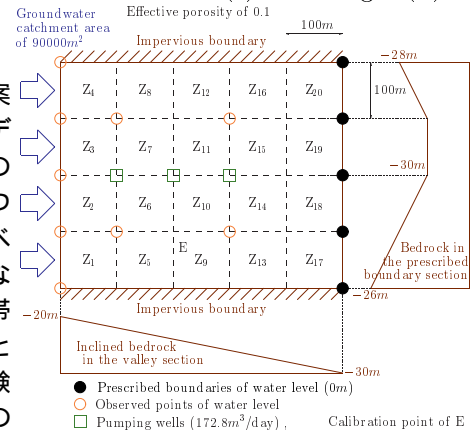 Groundwater
catchment area
of 90000m²
Effective porosity of 0.1
100m
Impervious boundary
-28m
Z4 Z8 Z12 Z16 Z20
100m
Z3 Z7 Z11 Z15 Z19
-30m
Z2 Z6 Z10 Z14 Z18
E
Z1 Z5 Z9 Z13 Z17
Bedrock in
the prescribed
boundary section
-26m
Impervious boundary
-20m
Inclined bedrock
in the valley section
-30m
Prescribed boundaries of water level (0m)
Observed points of water level
Pumping wells (172.8m³/day) , Calibration point of E